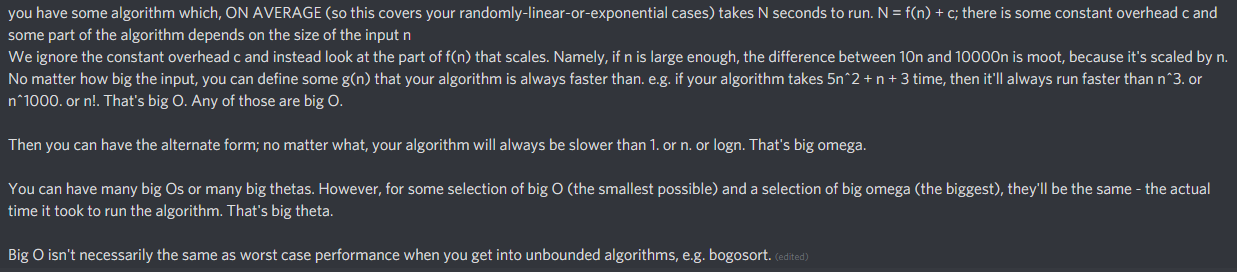 you have some algorithm which, ON AVERAGE (so this covers your randomly-linear-or-exponential cases) takes N seconds to run. N = f(n) + c; there is some constant overhead c and
some part of the algorithm depends on the size of the input n
We ignore the constant overhead c and instead look at the part of f(n) that scales. Namely, if n is large enough, the difference between 10n and 10000n is moot, because it's scaled by n.
No matter how big the input, you can define some g(n) that your algorithm is always faster than. e.g. if your algorithm takes 5n^2 + n + 3 time, then it'll always run faster than n^3. or
n^1000. or n!. That's big O. Any of those are big O.

Then you can have the alternate form; no matter what, your algorithm will always be slower than 1. or n. or logn. That's big omega.

You can have many big Os or many big thetas. However, for some selection of big O (the smallest possible) and a selection of big omega (the biggest), they'll be the same - the actual
time it took to run the algorithm. That's big theta.

Big O isn't necessarily the same as worst case performance when you get into unbounded algorithms, e.g. bogosort. (edited)